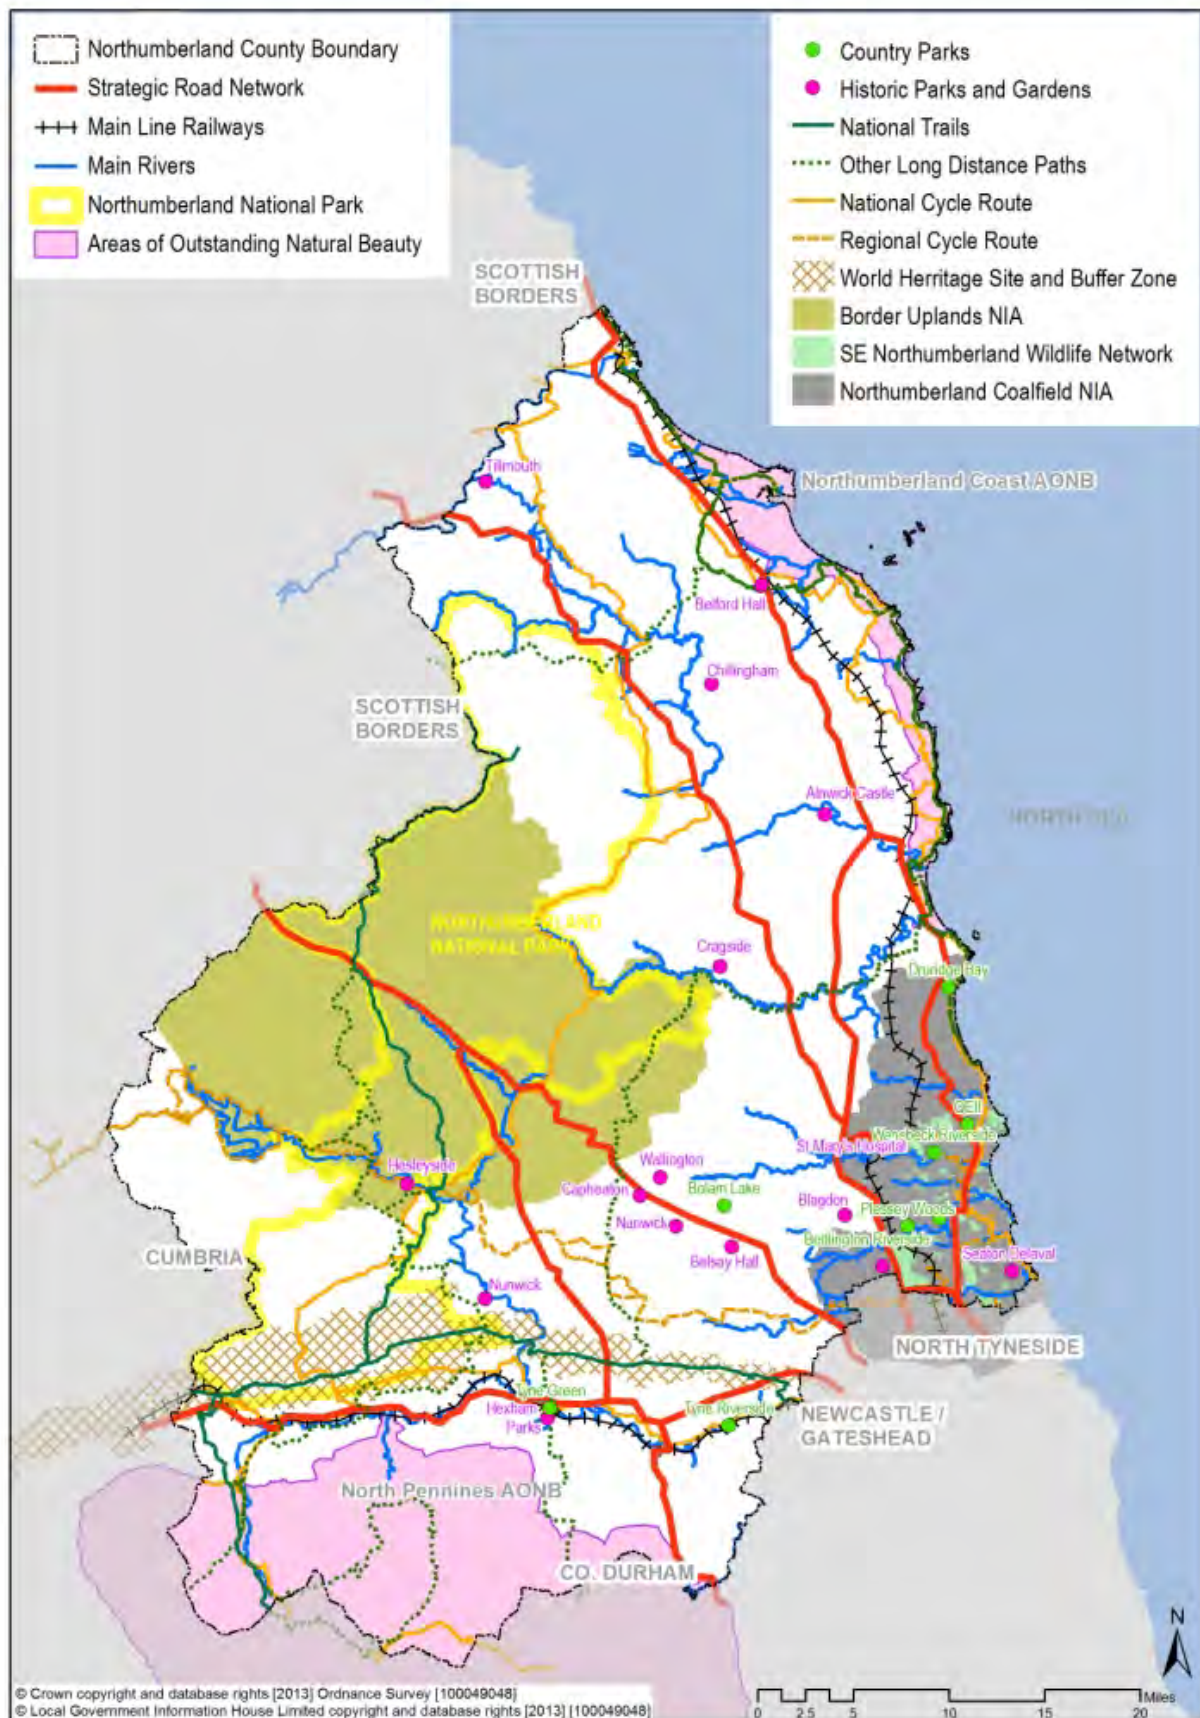 Northumberland County Boundary
Strategic Road Network
Main Line Railways
Main Rivers
Northumberland National Park
Areas of Outstanding Natural Beauty
Country Parks
Historic Parks and Gardens
National Trails
Other Long Distance Paths
National Cycle Route
Regional Cycle Route
World Herritage Site and Buffer Zone
Border Uplands NIA
SE Northumberland Wildlife Network
Northumberland Coalfield NIA
SCOTTISH
BORDERS
Tillmouth
Northumberland Coast AONB
Belford Hall
Chillingham
SCOTTISH
BORDERS
Alnwick Castle
NORTH SEA
NORTHUMBERLAND
NATIONAL PARK
Cragside
Druridge Bay
QEII
Wansbeck Riverside
St Mary's Hospital
Hesleyside
Wallington
Capheaton
Bolam Lake
Blagdon
Plessey Woods
Nunwick
Bedlington Riverside
Belsay Hall
Seaton Delaval
CUMBRIA
Nunwick
NORTH TYNESIDE
Tyne Green
Hexham
Parks
Tyne Riverside
NEWCASTLE /
GATESHEAD
North Pennines AONB
CO. DURHAM
N
© Crown copyright and database rights [2013] Ordnance Survey [100049048]
© Local Government Information House Limited copyright and database rights [2013] [100049048]
Miles
0 2.5 5 10 15 20